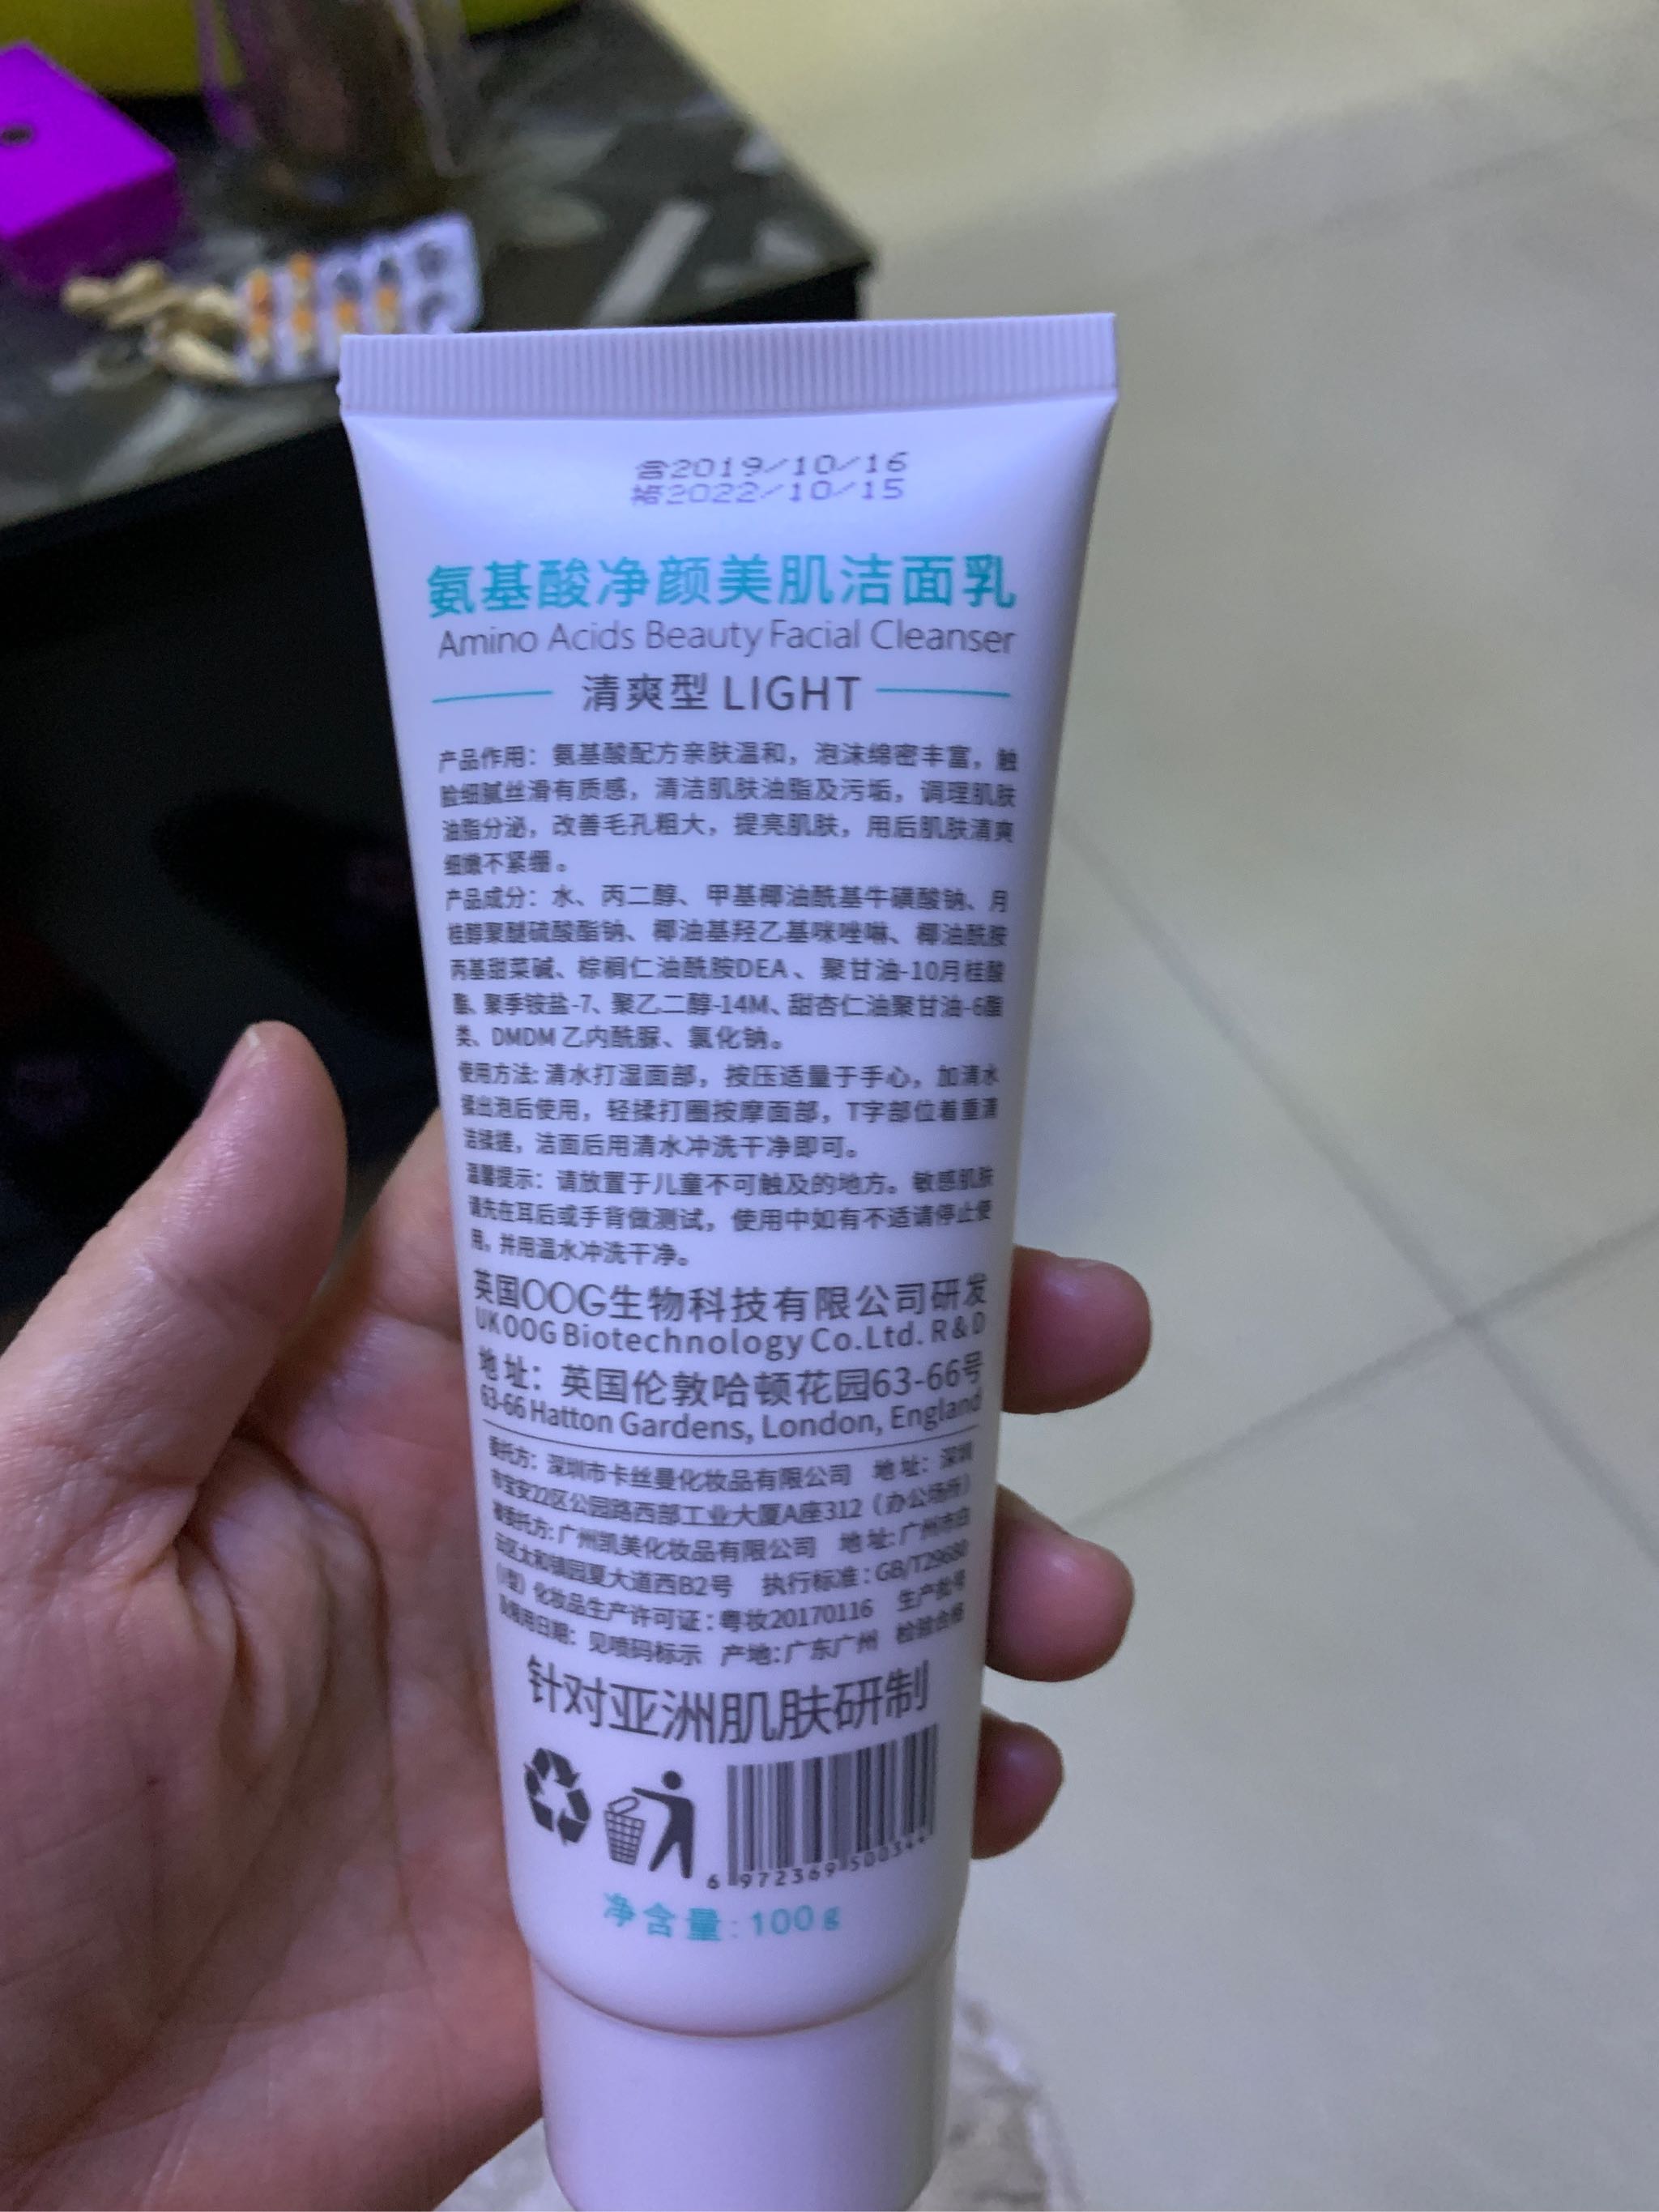 合2019/10/16
格2022/10/15
氨基酸净颜美肌洁面乳
Amino Acids Beauty Facial Cleanser
清爽型 LIGHT
产品作用：氨基酸配方亲肤温和，泡沫绵密丰富，触
脸细腻丝滑有质感，清洁肌肤油脂及污垢，调理肌肤
油脂分泌，改善毛孔粗大，提亮肌肤，用后肌肤清爽
细嫩不紧绷。
产品成分：水、丙二醇、甲基椰油酰基牛磺酸钠、月
桂醇聚醚硫酸酯钠、椰油基羟乙基咪唑啉、椰油酰胺
丙基甜菜碱、棕榈仁油酰胺DEA、聚甘油-10月桂酸
酯、聚季铵盐-7、聚乙二醇-14M、甜杏仁油聚甘油-6酯
类、DMDM 乙内酰脲、氯化钠。
使用方法：清水打湿面部，按压适量于手心，加清水
揉出泡后使用，轻揉打圈按摩面部，T字部位着重清
洁揉搓，洁面后用清水冲洗干净即可。
温馨提示：请放置于儿童不可触及的地方。敏感肌肤
请先在耳后或手背做测试，使用中如有不适请停止使
用，并用温水冲洗干净。
英国OOG生物科技有限公司研发
UK OOG Biotechnology Co.Ltd. R&D
地 址：英国伦敦哈顿花园63-66号
63-66 Hatton Gardens, London, England
委托方：深圳市卡丝曼化妆品有限公司 地 址：深圳
市宝安22区公园路西部工业大厦A座312（办公场所）
被委托方：广州凯美化妆品有限公司 地 址：广州市白
云区太和镇园夏大道西B2号 执行标准：GB/T29680
（I型）化妆品生产许可证：粤妆20170116 生产批号
及限用日期：见喷码标示 产地：广东广州 检验合格
针对亚洲肌肤研制
6 972369 50034
净含量：100g